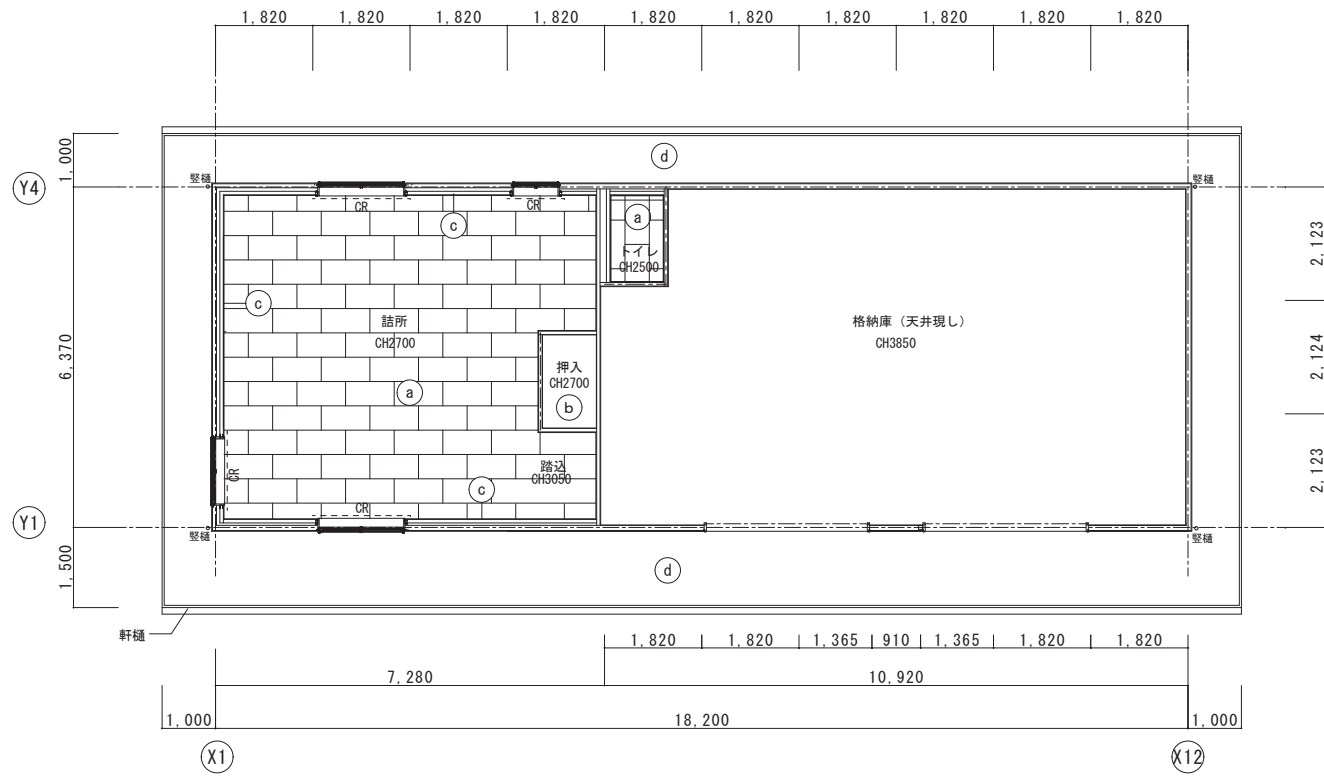 1,820 1,820 1,820 1,820 1,820 1,820 1,820 1,820 1,820 1,820
1,000
d
Y4
竪樋
竪樋
CR
CR
c
a
トイレ
CH2500
2,123
c
詰所
CH2700
格納庫（天井現し）
CH3850
6,370
2,124
押入
CH2700
a
b
踏込
CH3050
CR
c
2,123
CR
Y1
竪樋
竪樋
1,500
d
軒樋
1,820 1,820 1,365 910 1,365 1,820 1,820
7,280 10,920
1,000 18,200 1,000
X1 X12